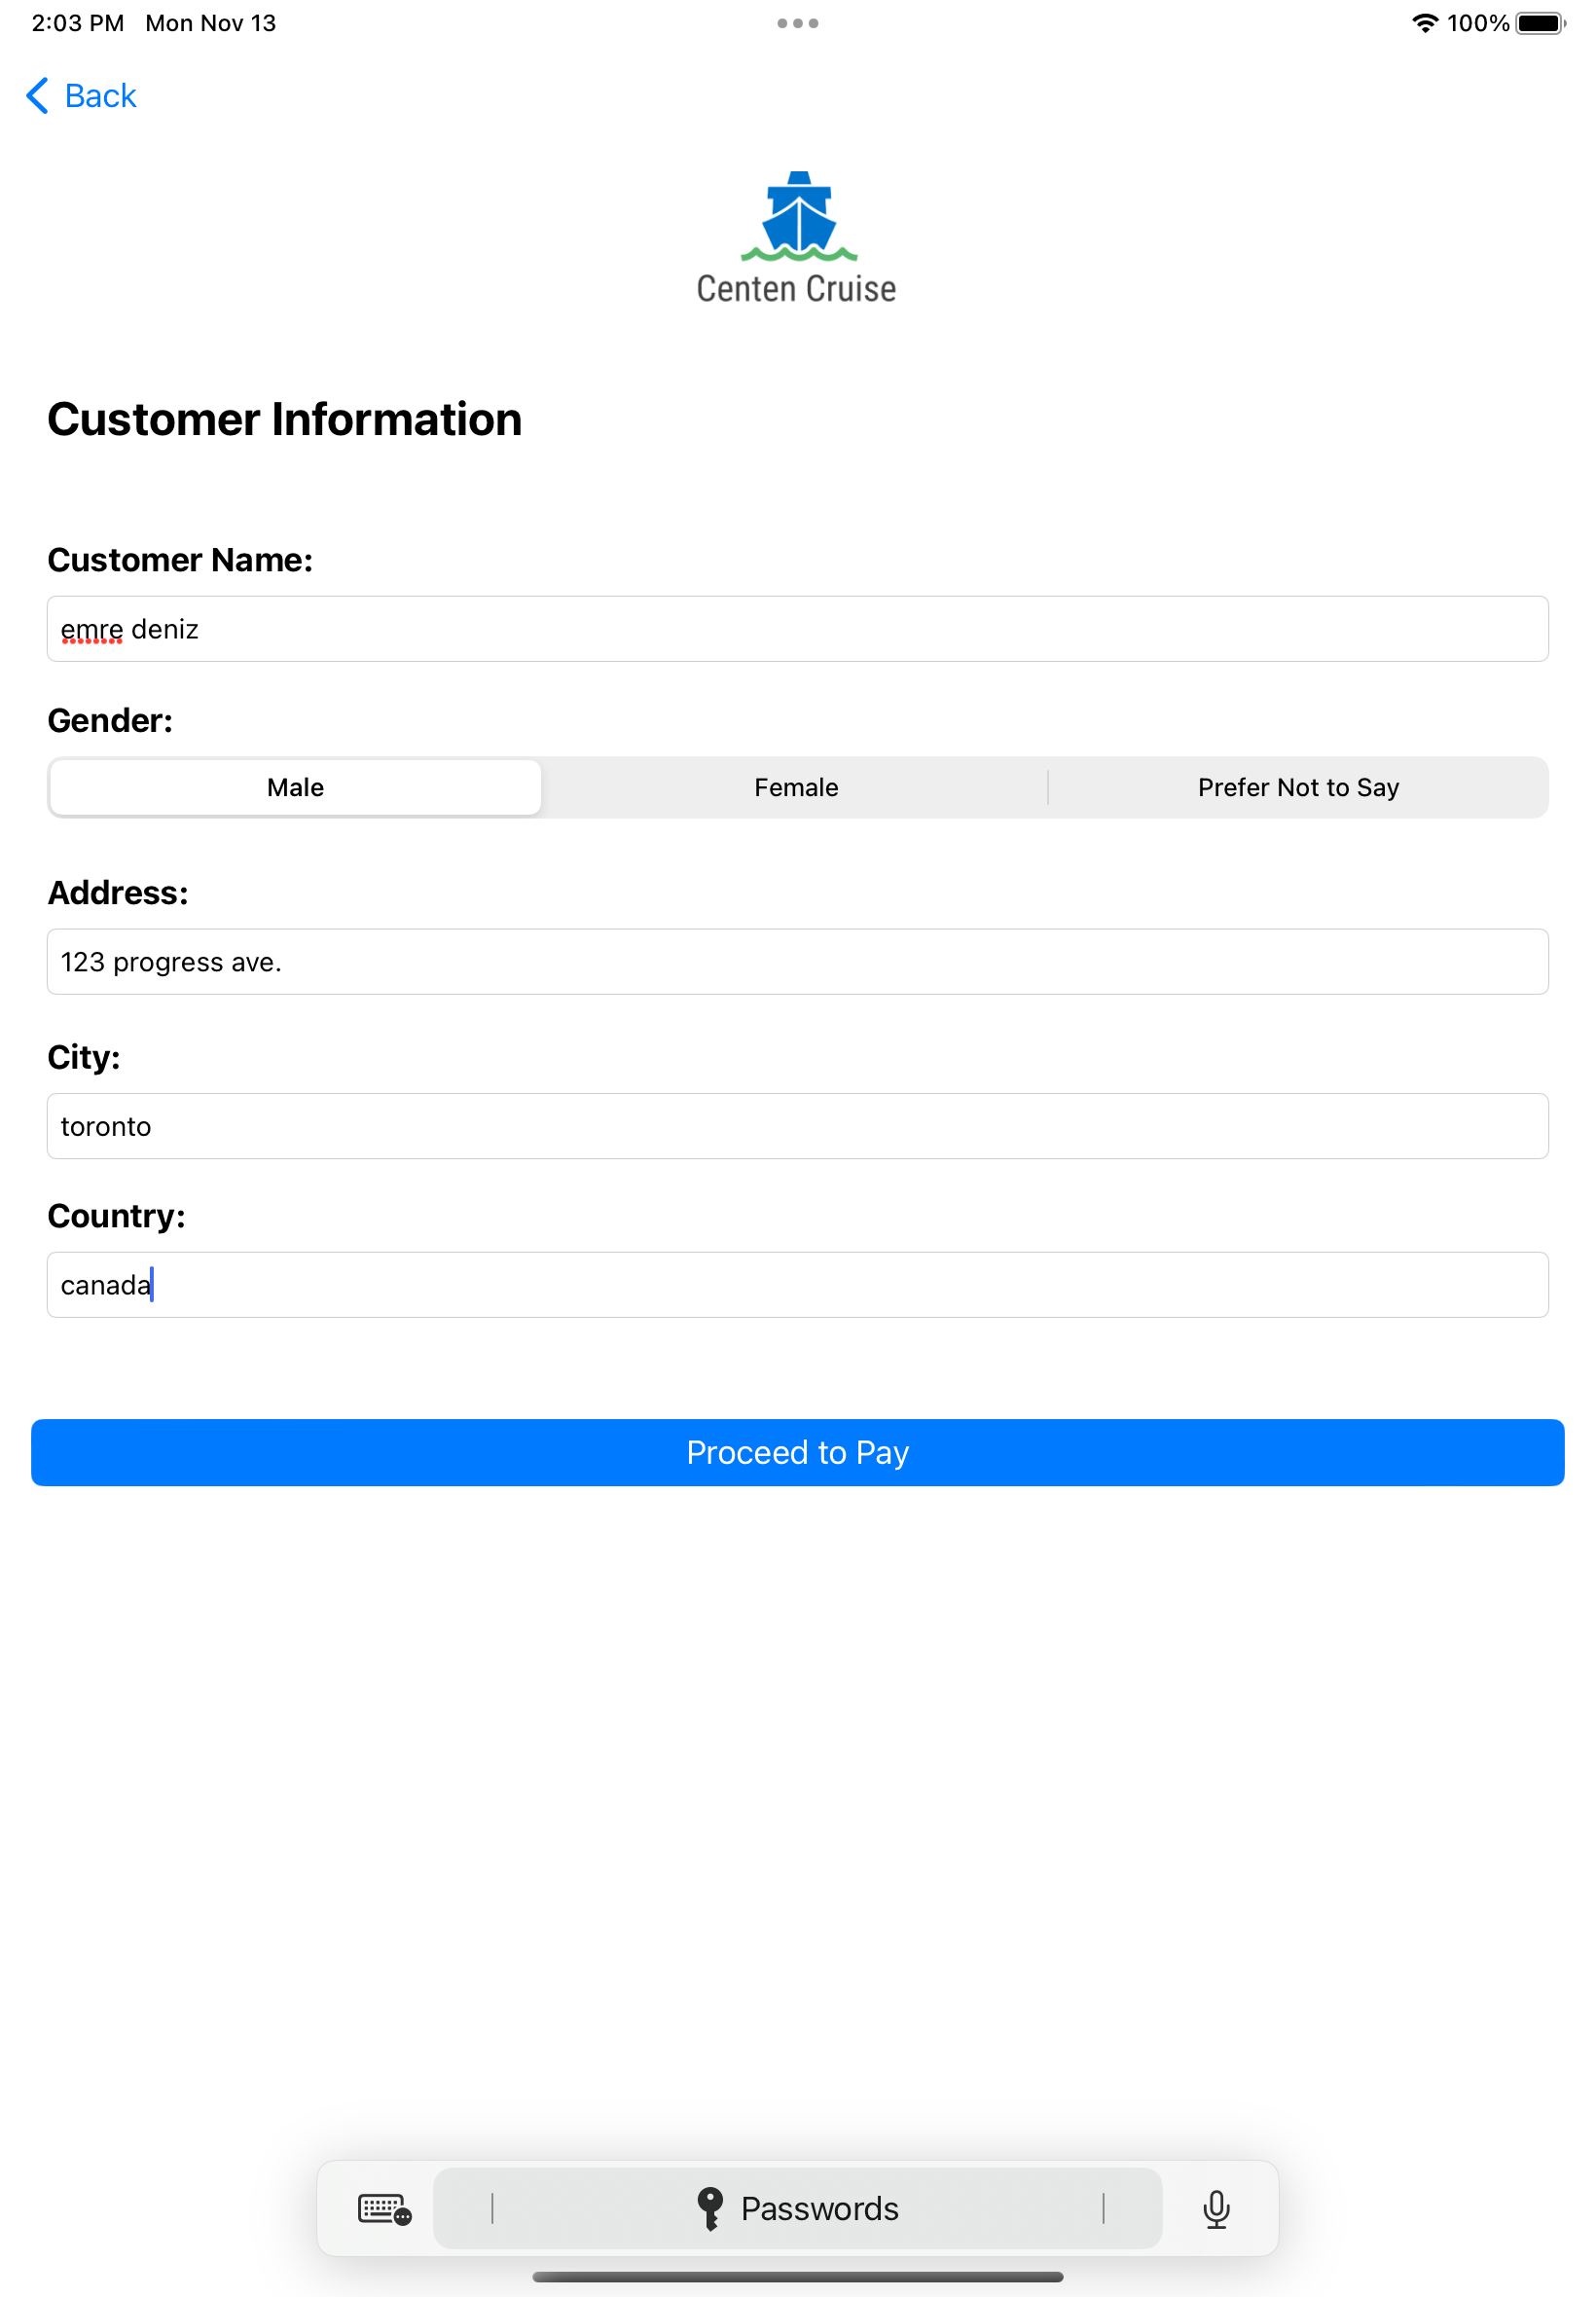 2:03 PM Mon Nov 13 100%
Back
Centen Cruise
Customer Information
Customer Name:
emre deniz
Gender:
Male Female Prefer Not to Say
Address:
123 progress ave.
City:
toronto
Country:
canada
Proceed to Pay
Passwords